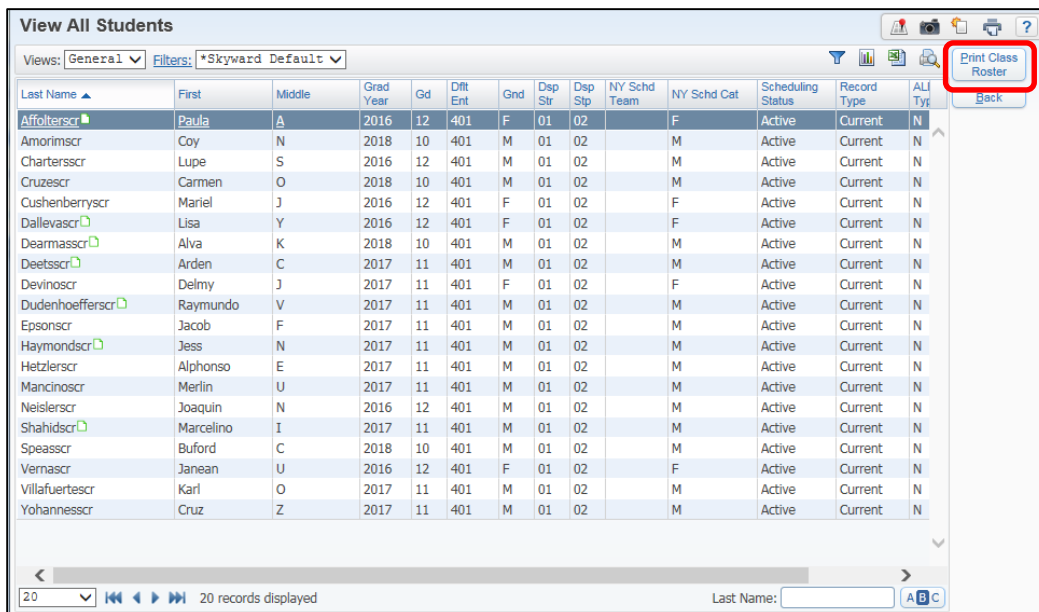 View All Students
?
Views: General Filters: *Skyward Default
Print Class Roster
Back
Last Name First Middle Grad Year Gd Dflt Ent Gnd Dsp Str Dsp Stp NY Schd Team NY Schd Cat Scheduling Status Record Type
Affolterscr Paula A 2016 12 401 F 01 02 F Active Current N
Amorimscr Coy N 2018 10 401 M 01 02 M Active Current N
Chartersscr Lupe S 2016 12 401 M 01 02 M Active Current N
Cruzescr Carmen O 2018 10 401 M 01 02 M Active Current N
Cushenberryscr Mariel J 2016 12 401 F 01 02 F Active Current N
Dallevascr Lisa Y 2016 12 401 F 01 02 F Active Current N
Dearmasscr Alva K 2018 10 401 M 01 02 M Active Current N
Deetsscr Arden C 2017 11 401 M 01 02 M Active Current N
Devinoscr Delmy J 2017 11 401 F 01 02 F Active Current N
Dudenhoefferscr Raymundo V 2017 11 401 M 01 02 M Active Current N
Epsonscr Jacob F 2017 11 401 M 01 02 M Active Current N
Haymondscr Jess N 2017 11 401 M 01 02 M Active Current N
Hetzlerscr Alphonso E 2017 11 401 M 01 02 M Active Current N
Mancinoscr Merlin U 2017 11 401 M 01 02 M Active Current N
Neislerscr Joaquin N 2016 12 401 M 01 02 M Active Current N
Shahidscr Marcelino I 2017 11 401 M 01 02 M Active Current N
Speasscr Buford C 2018 10 401 M 01 02 M Active Current N
Vernascr Janean U 2016 12 401 F 01 02 F Active Current N
Villafuertescr Karl O 2017 11 401 M 01 02 M Active Current N
Yohannesscr Cruz Z 2017 11 401 M 01 02 M Active Current N
20 20 records displayed Last Name: A B C